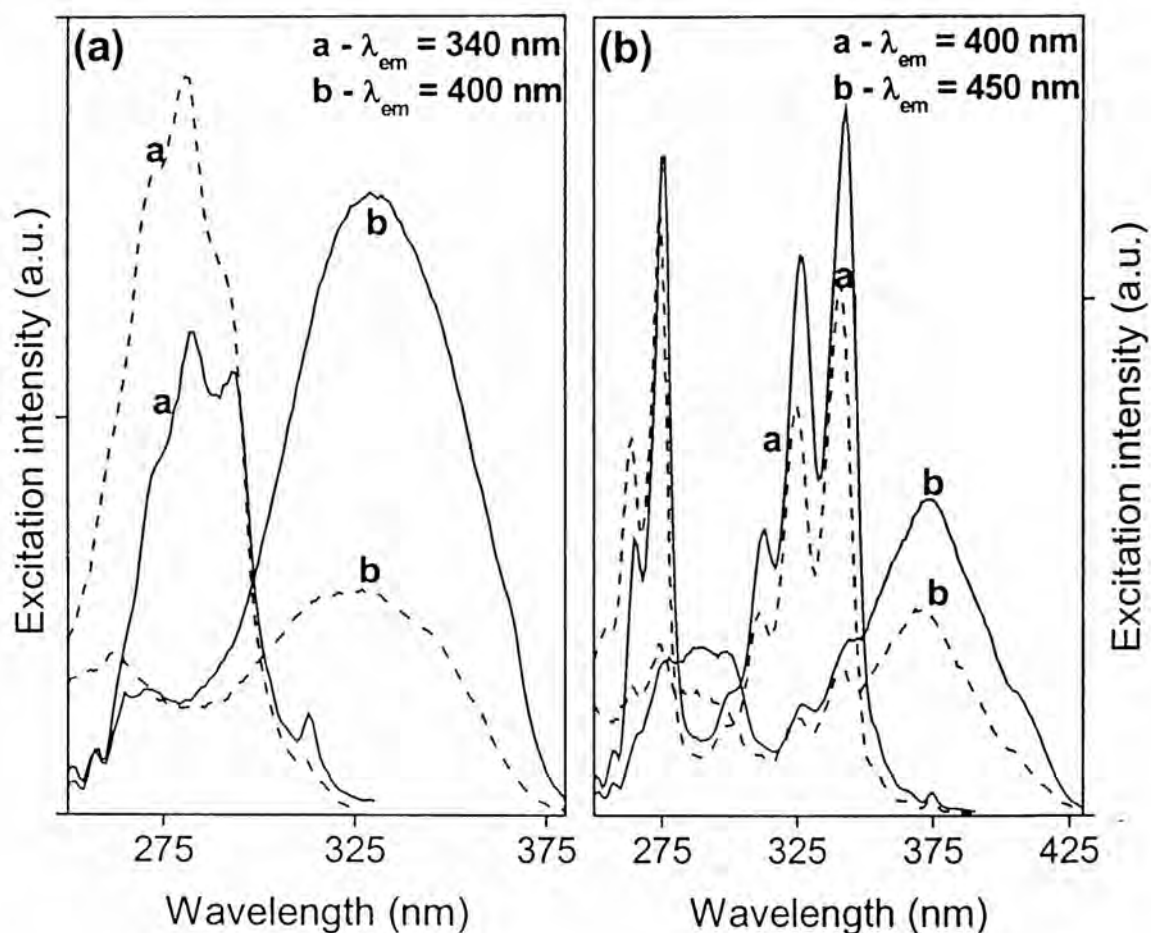 (a)
a - λem = 340 nm
b - λem = 400 nm
a
a
b
b
Excitation intensity (a.u.)
275
325
375
Wavelength (nm)
(b)
a - λem = 400 nm
b - λem = 450 nm
a
a
b
b
275
325
375
425
Wavelength (nm)
Excitation intensity (a.u.)